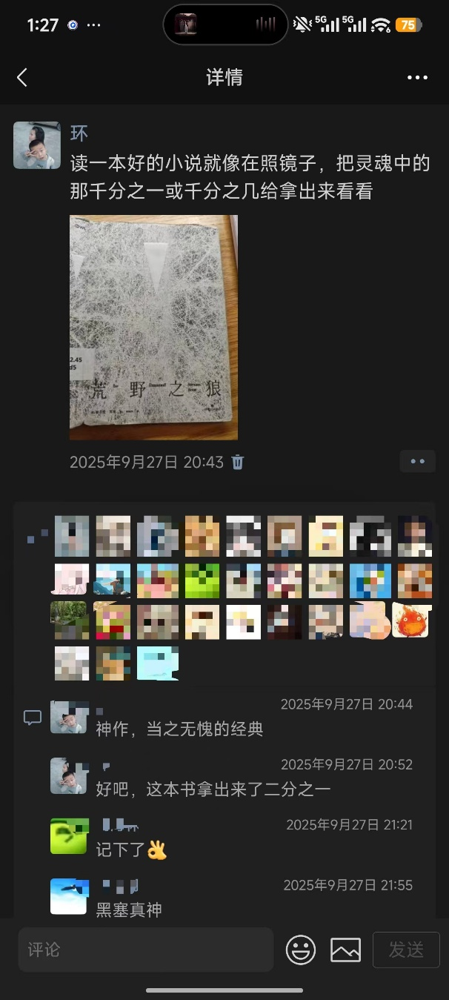 1:27
5G 5G 75
详情
环
读一本好的小说就像在照镜子，把灵魂中的
那千分之一或千分之几给拿出来看看
2.45
d5
荒 野 之 狼
2025年9月27日 20:43
2025年9月27日 20:44
神作，当之无愧的经典
2025年9月27日 20:52
好吧，这本书拿出来了二分之一
2025年9月27日 21:21
记下了👌
2025年9月27日 21:55
黑塞真神
评论
发送